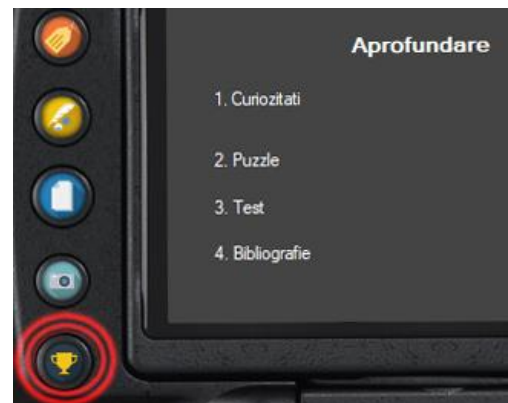 Aprofundare
1. Curiozitati
2. Puzzle
3. Test
4. Bibliografie